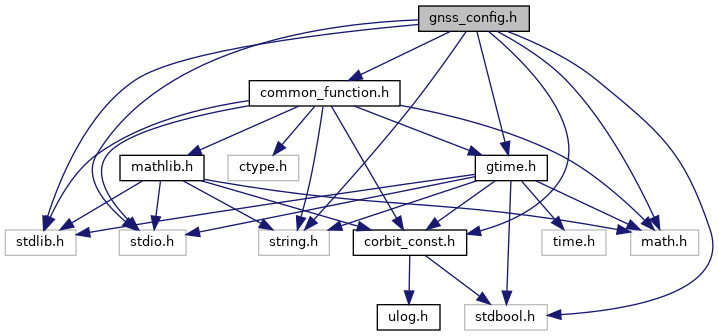 gnss_config.h
common_function.h
mathlib.h
ctype.h
gtime.h
stdlib.h
stdio.h
string.h
corbit_const.h
time.h
math.h
ulog.h
stdbool.h